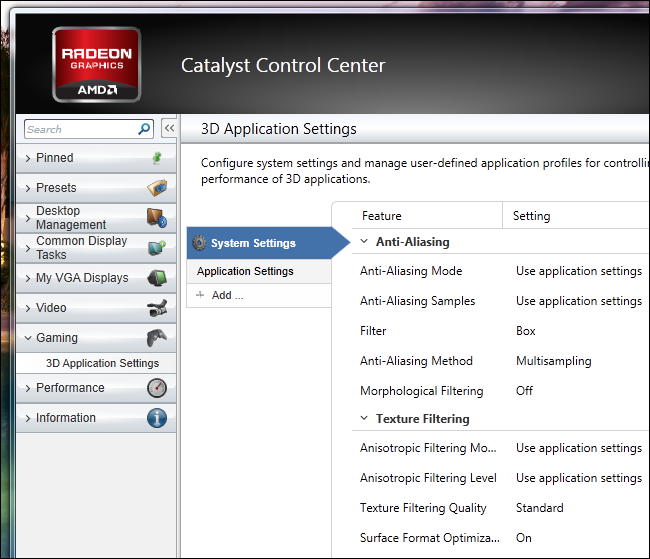 RADEON
GRAPHICS
AMD
Catalyst Control Center
Search
Pinned
Presets
Desktop
Management
Common Display
Tasks
My VGA Displays
Video
Gaming
3D Application Settings
Performance
Information
3D Application Settings
Configure system settings and manage user-defined application profiles for controllin
performance of 3D applications.
System Settings
Application Settings
+ Add ...
Feature Setting
Anti-Aliasing
Anti-Aliasing Mode Use application settings
Anti-Aliasing Samples Use application settings
Filter Box
Anti-Aliasing Method Multisampling
Morphological Filtering Off
Texture Filtering
Anisotropic Filtering Mo... Use application settings
Anisotropic Filtering Level Use application settings
Texture Filtering Quality Standard
Surface Format Optimiza... On